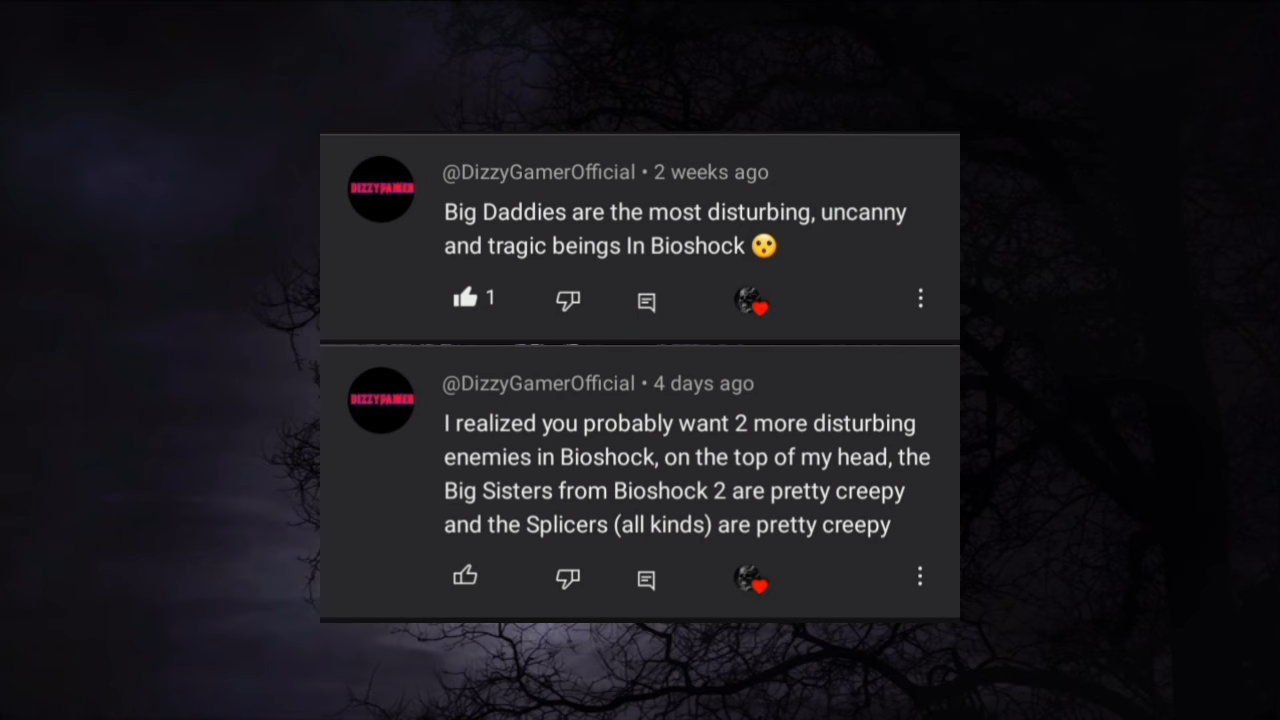 DIZZYGAMER
@DizzyGamerOfficial • 2 weeks ago
Big Daddies are the most disturbing, uncanny
and tragic beings In Bioshock 😯
1
DIZZYGAMER
@DizzyGamerOfficial • 4 days ago
I realized you probably want 2 more disturbing
enemies in Bioshock, on the top of my head, the
Big Sisters from Bioshock 2 are pretty creepy
and the Splicers (all kinds) are pretty creepy